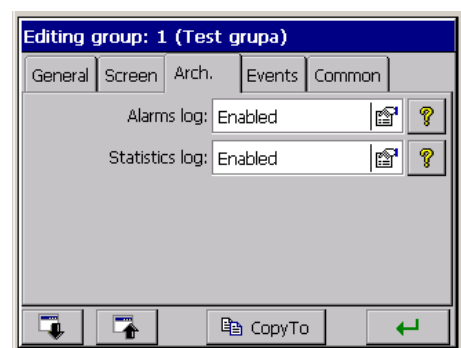 Editing group: 1 (Test grupa)
General Screen Arch. Events Common
Alarms log: Enabled ?
Statistics log: Enabled ?
CopyTo